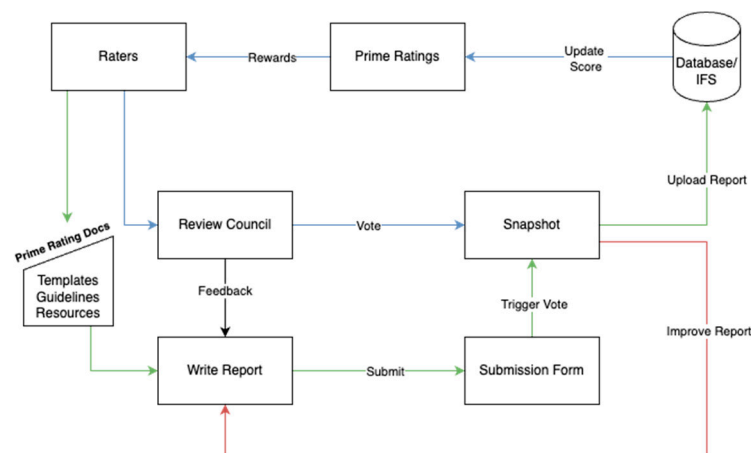 Raters
Rewards
Prime Ratings
Update
Score
Database/
IFS
Upload Report
Prime Rating Docs
Templates
Guidelines
Resources
Review Council
Vote
Snapshot
Feedback
Trigger Vote
Improve Report
Write Report
Submit
Submission Form